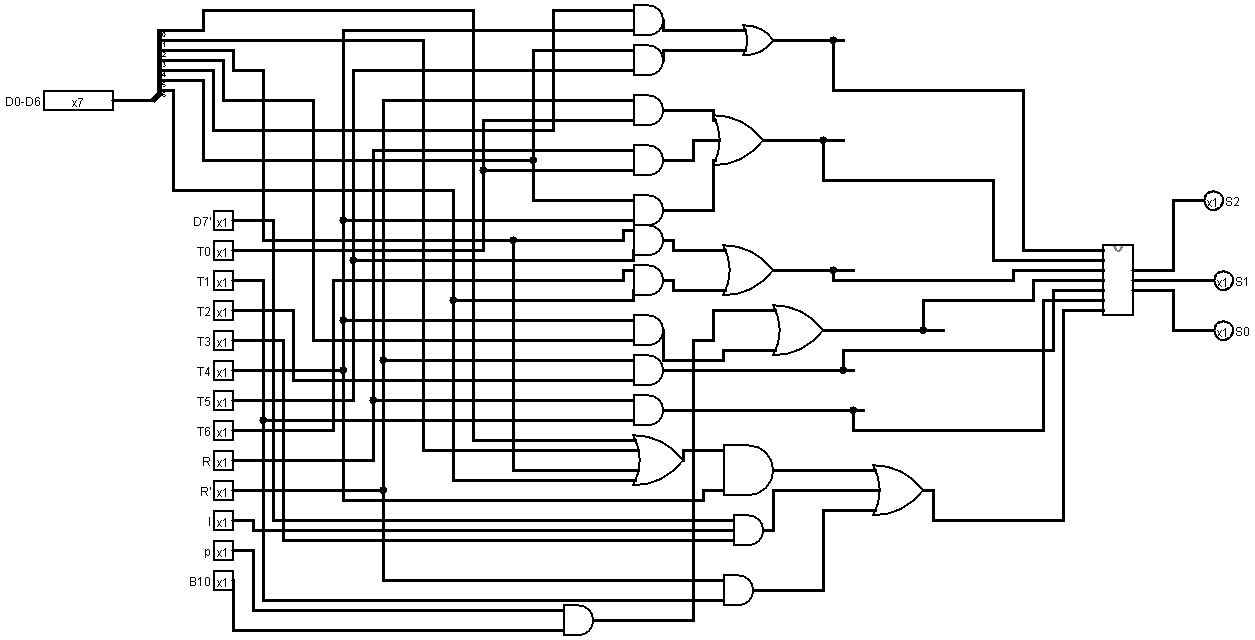 D0-D6 x7
D7' x1
T0 x1
T1 x1
T2 x1
T3 x1
T4 x1
T5 x1
T6 x1
R x1
R' x1
I x1
p x1
B10 x1
x1 S2
x1 S1
x1 S0